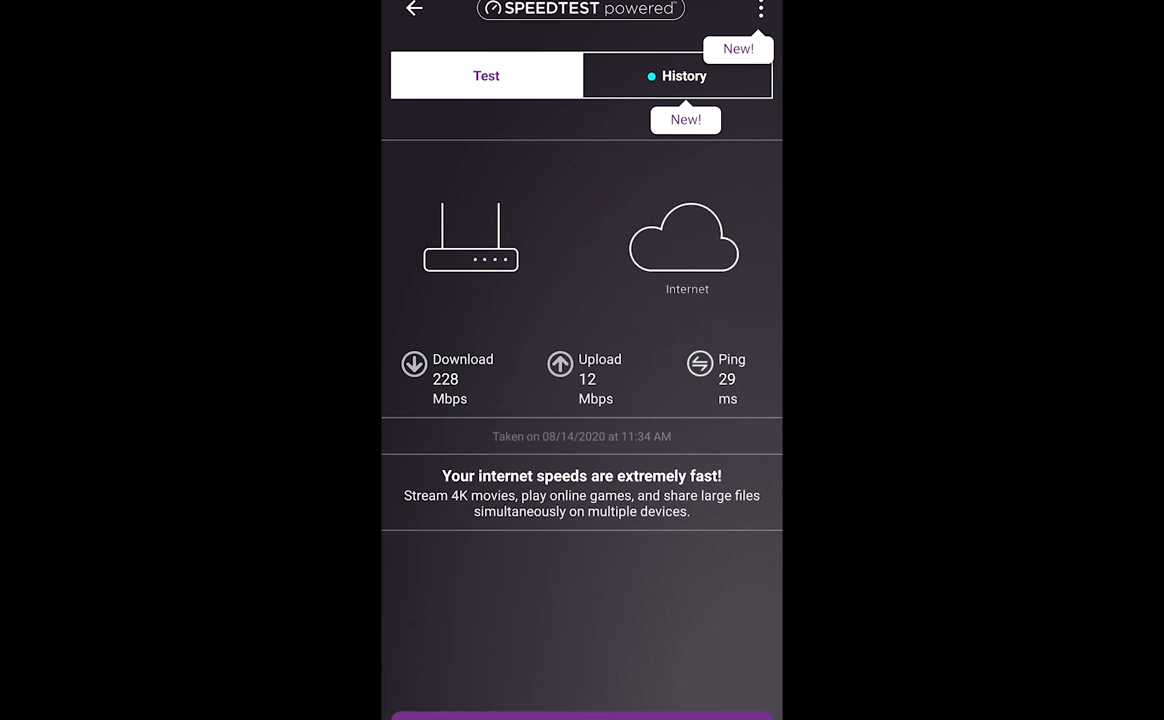 SPEEDTEST powered™
New!
Test
History
New!
Internet
Download
228
Mbps
Upload
12
Mbps
Ping
29
ms
Taken on 08/14/2020 at 11:34 AM
Your internet speeds are extremely fast!
Stream 4K movies, play online games, and share large files
simultaneously on multiple devices.